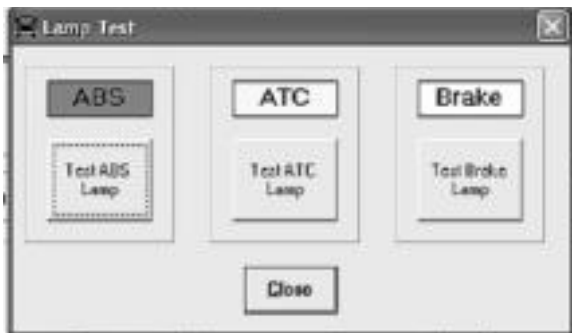 Lamp Test
ABS
ATC
Brake
Test ABS
Lamp
Test ATC
Lamp
Test Brake
Lamp
Close